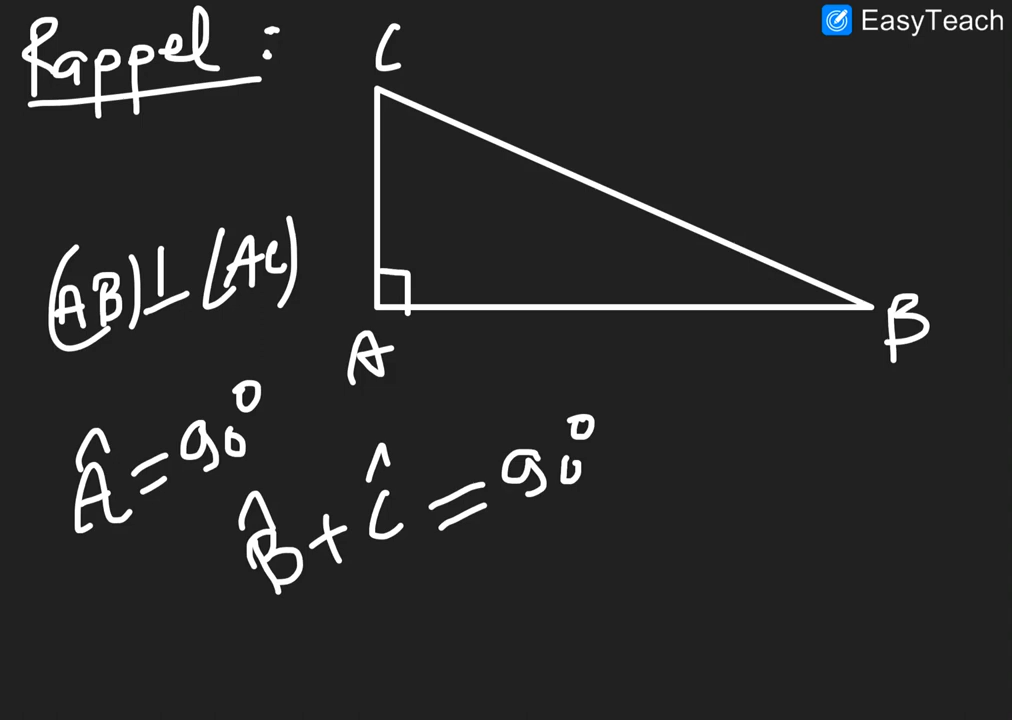 Rappel :
EasyTeach
C
(AB)⊥(AC)
B
A
Â=90°
B̂+Ĉ=90°